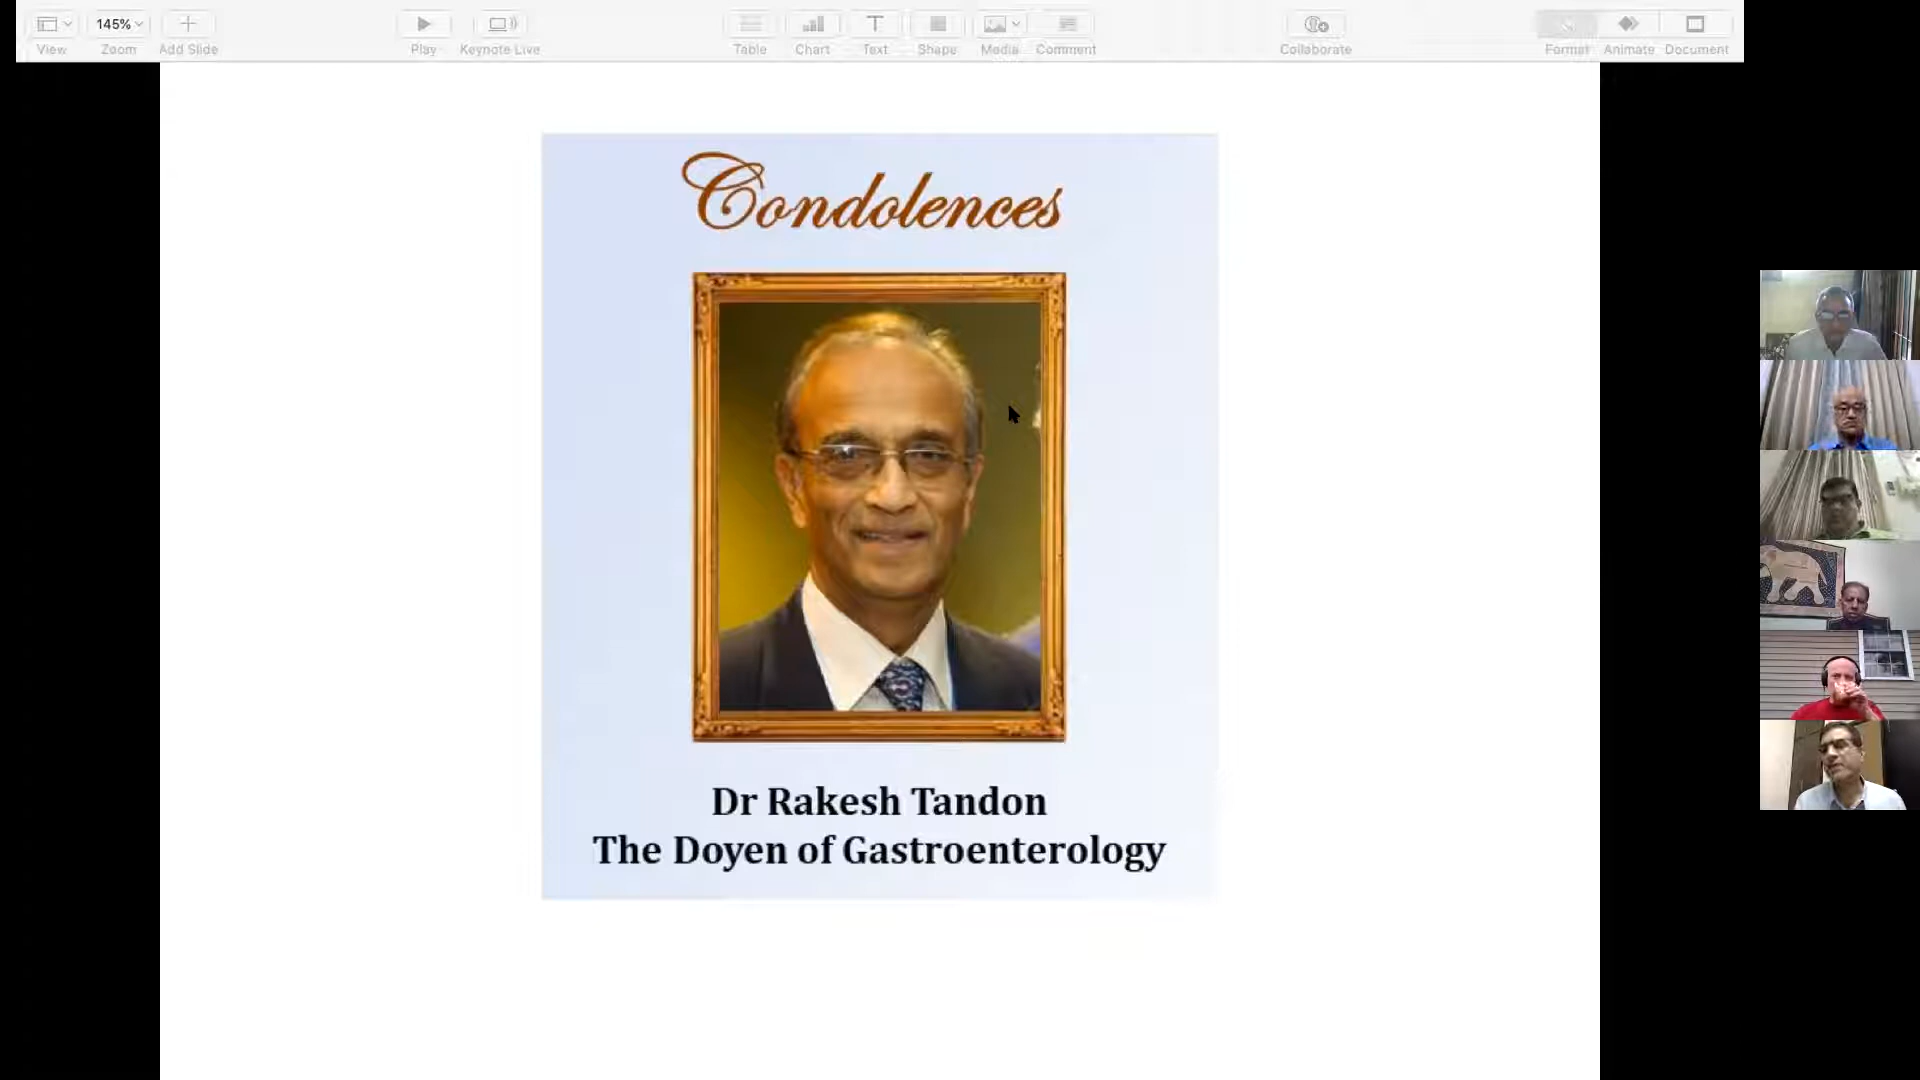 145%
View
Zoom
Add Slide
Play
Keynote Live
Table
Chart
Text
Shape
Media
Comment
Collaborate
Format
Animate
Document
Condolences
Dr Rakesh Tandon
The Doyen of Gastroenterology